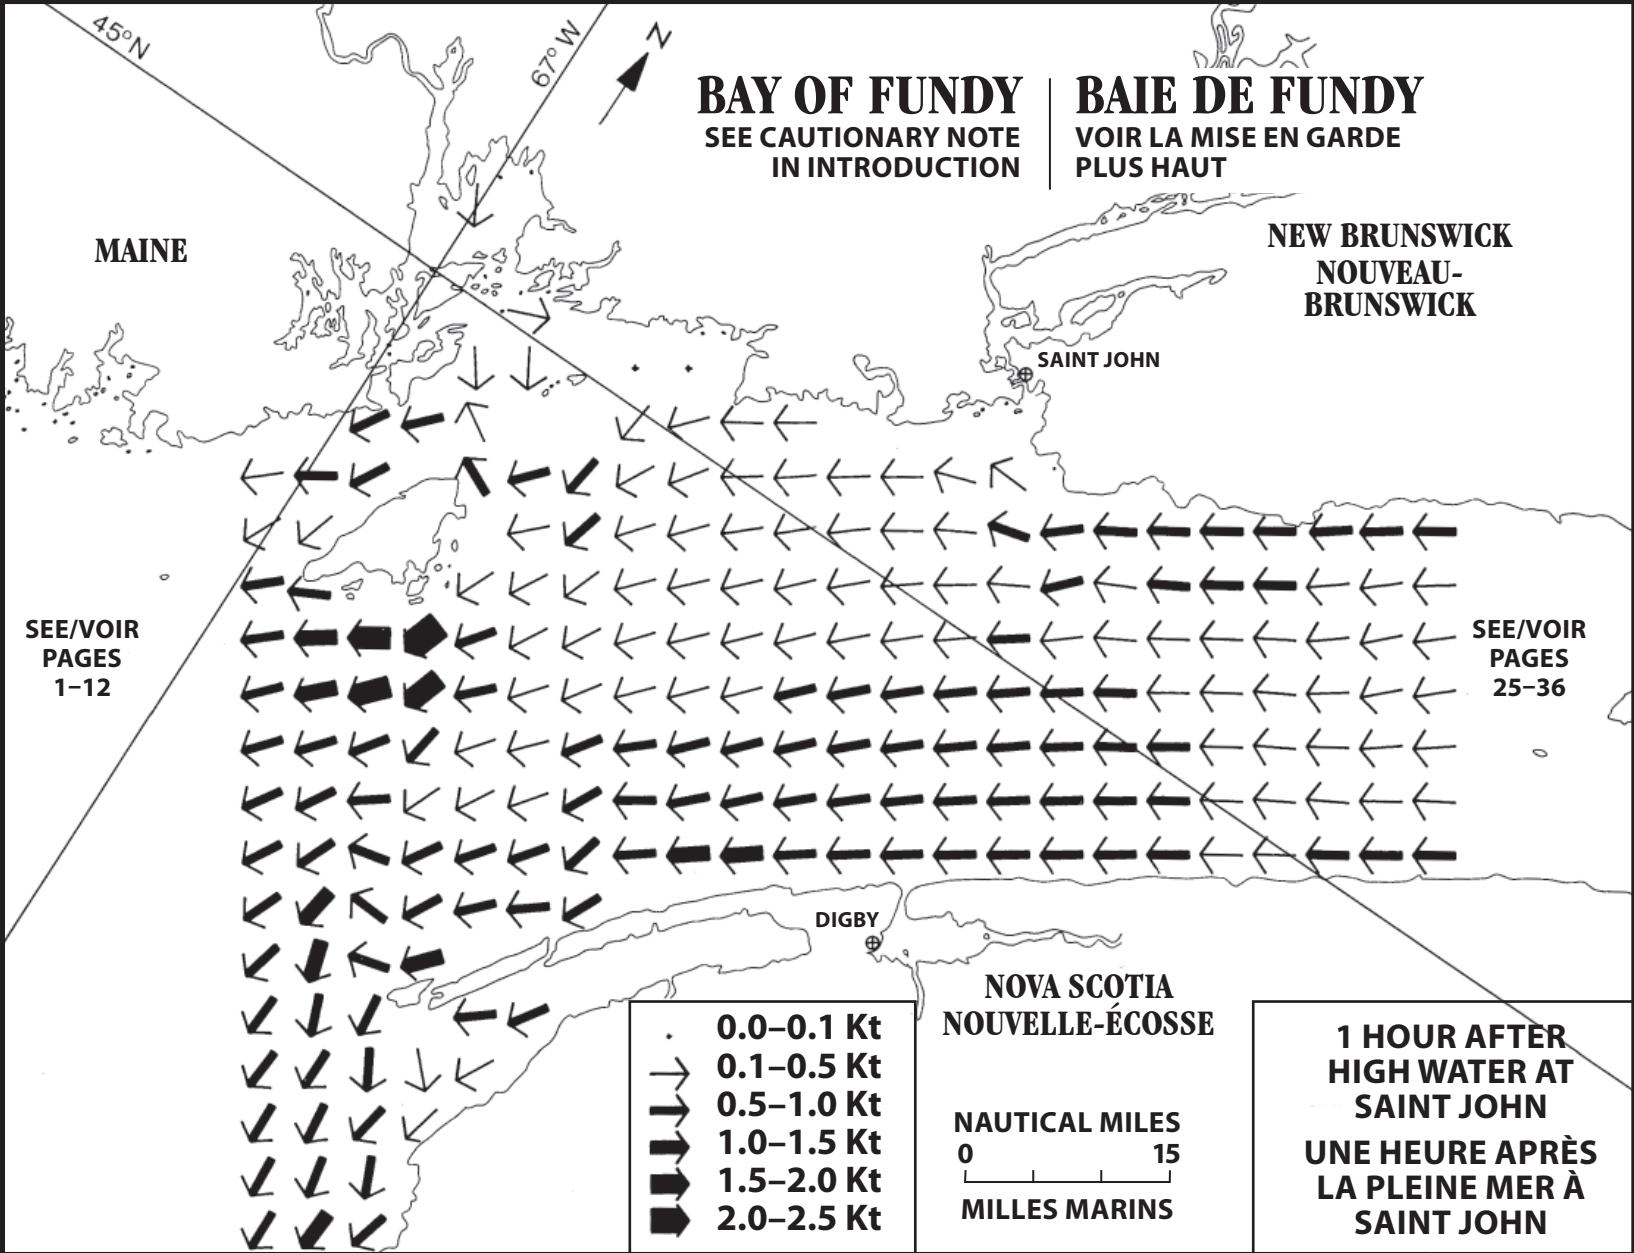 45°N
67° W
N
BAY OF FUNDY
SEE CAUTIONARY NOTE
IN INTRODUCTION
BAIE DE FUNDY
VOIR LA MISE EN GARDE
PLUS HAUT
MAINE
NEW BRUNSWICK
NOUVEAU-
BRUNSWICK
SAINT JOHN
SEE/VOIR
PAGES
1–12
SEE/VOIR
PAGES
25–36
DIGBY
NOVA SCOTIA
NOUVELLE-ÉCOSSE
0.0–0.1 Kt
0.1–0.5 Kt
0.5–1.0 Kt
1.0–1.5 Kt
1.5–2.0 Kt
2.0–2.5 Kt
NAUTICAL MILES
0 15
MILLES MARINS
1 HOUR AFTER
HIGH WATER AT
SAINT JOHN
UNE HEURE APRÈS
LA PLEINE MER À
SAINT JOHN